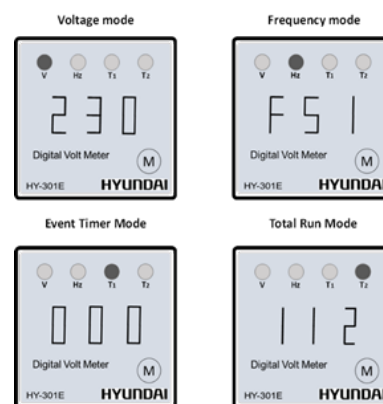 Voltage mode
V Hz T1 T2
230
Digital Volt Meter
M
HY-301E HYUNDAI
Frequency mode
V Hz T1 T2
F51
Digital Volt Meter
M
HY-301E HYUNDAI
Event Timer Mode
V Hz T1 T2
000
Digital Volt Meter
M
HY-301E HYUNDAI
Total Run Mode
V Hz T1 T2
112
Digital Volt Meter
M
HY-301E HYUNDAI